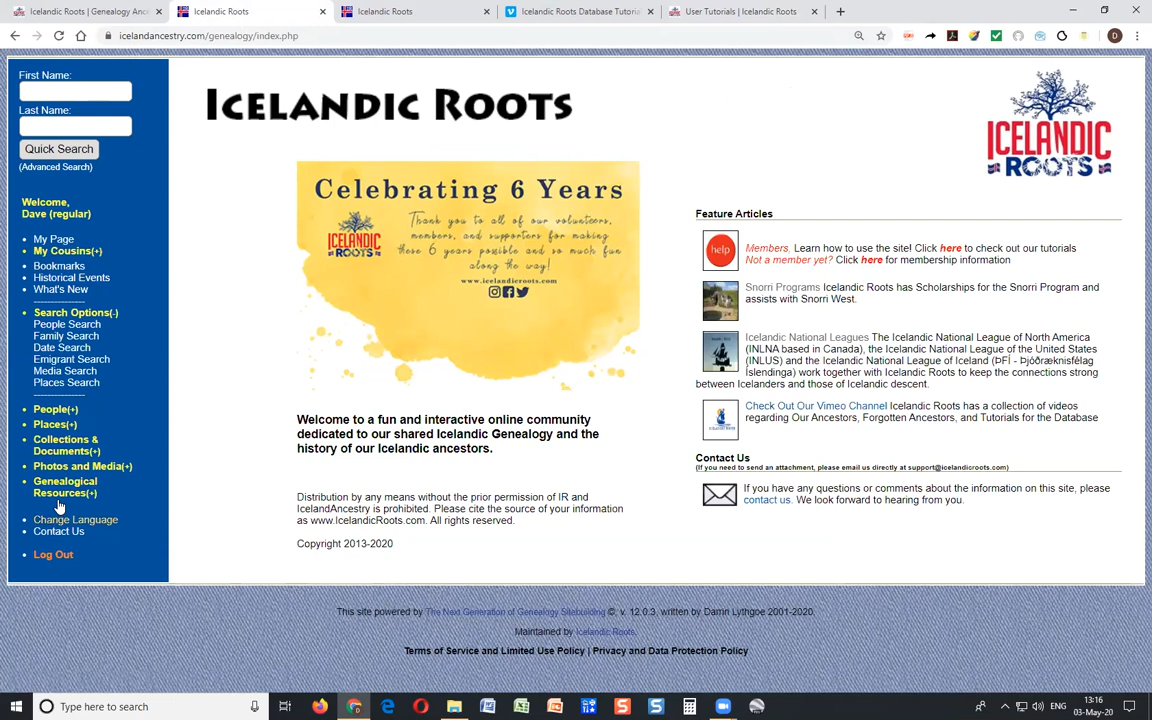 Icelandic Roots | Genealogy Anc
Icelandic Roots
Icelandic Roots
Icelandic Roots Database Tutoria
User Tutorials | Icelandic Roots
icelandancestry.com/genealogy/index.php
D
First Name:
Last Name:
Quick Search
(Advanced Search)
Welcome,
Dave (regular)
My Page
My Cousins(+)
Bookmarks
Historical Events
What's New
Search Options(-)
People Search
Family Search
Date Search
Emigrant Search
Media Search
Places Search
People(+)
Places(+)
Collections &
Documents(+)
Photos and Media(+)
Genealogical
Resources(+)
Change Language
Contact Us
Log Out
Icelandic Roots
ICELANDIC
ROOTS
Celebrating 6 Years
ICELANDIC
ROOTS
Thank you to all of our volunteers,
members, and supporters for making
these 6 years possible and so much fun
along the way!
www.icelandicroots.com
Welcome to a fun and interactive online community
dedicated to our shared Icelandic Genealogy and the
history of our Icelandic ancestors.
Distribution by any means without the prior permission of IR and
IcelandAncestry is prohibited. Please cite the source of your information
as www.IcelandicRoots.com. All rights reserved.
Copyright 2013-2020
Feature Articles
help
Members, Learn how to use the site! Click here to check out our tutorials
Not a member yet? Click here for membership information
Snorri Programs Icelandic Roots has Scholarships for the Snorri Program and
assists with Snorri West.
Icelandic National Leagues The Icelandic National League of North America
(INLNA based in Canada), the Icelandic National League of the United States
(INLUS) and the Icelandic National League of Iceland (ÞFÍ - Þjóðræknisfélag
Íslendinga) work together with Icelandic Roots to keep the connections strong
between Icelanders and those of Icelandic descent.
Check Out Our Vimeo Channel Icelandic Roots has a collection of videos
regarding Our Ancestors, Forgotten Ancestors, and Tutorials for the Database
Contact Us
(If you need to send an attachment, please email us directly at support@icelandicroots.com)
If you have any questions or comments about the information on this site, please
contact us. We look forward to hearing from you.
This site powered by The Next Generation of Genealogy Sitebuilding ©, v. 12.0.3, written by Darrin Lythgoe 2001-2020.
Maintained by Icelandic Roots.
Terms of Service and Limited Use Policy | Privacy and Data Protection Policy
Type here to search
ENG
13:16
03-May-20